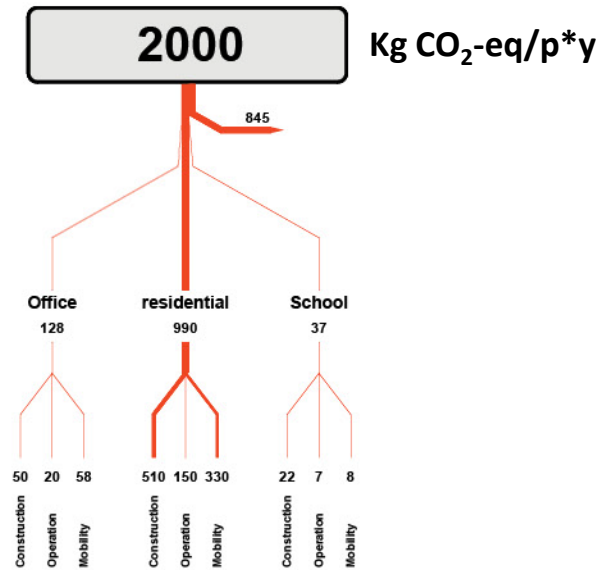 2000 Kg CO₂-eq/p*y
845
Office residential School
128 990 37
50 20 58 510 150 330 22 7 8
Construction Operation Mobility Construction Operation Mobility Construction Operation Mobility